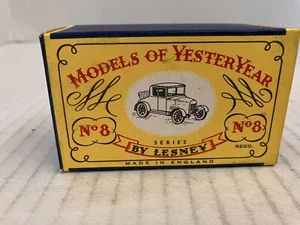 MODELS OF YESTERYEAR
Nº8
Nº8
SERIES
BY LESNEY
REGD.
MADE IN ENGLAND